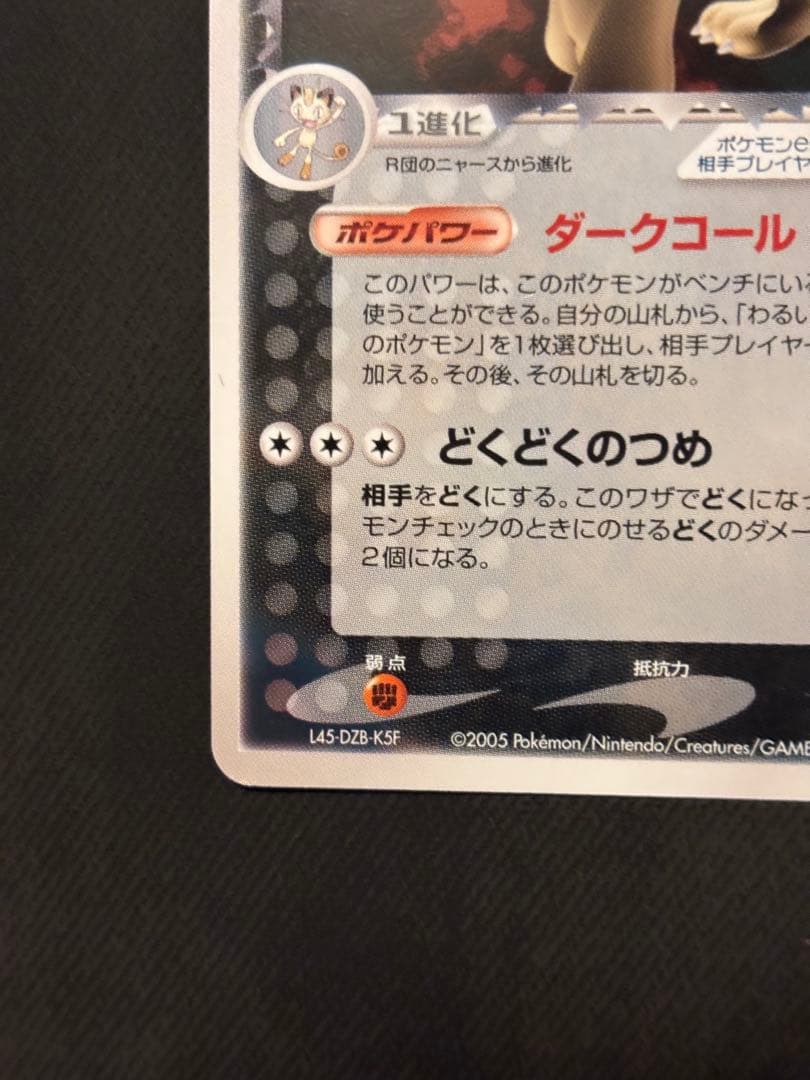 1進化
R団のニャースから進化
ポケモンe
相手プレイヤ
ポケパワー ダークコール
このパワーは、このポケモンがベンチにいる
使うことができる。自分の山札から、「わるい
のポケモン」を1枚選び出し、相手プレイヤー
加える。その後、その山札を切る。
どくどくのつめ
相手をどくにする。このワザでどくになっ
モンチェックのときにのせるどくのダメー
2個になる。
弱点
抵抗力
L45-DZB-K5F
©2005 Pokémon/Nintendo/Creatures/GAME